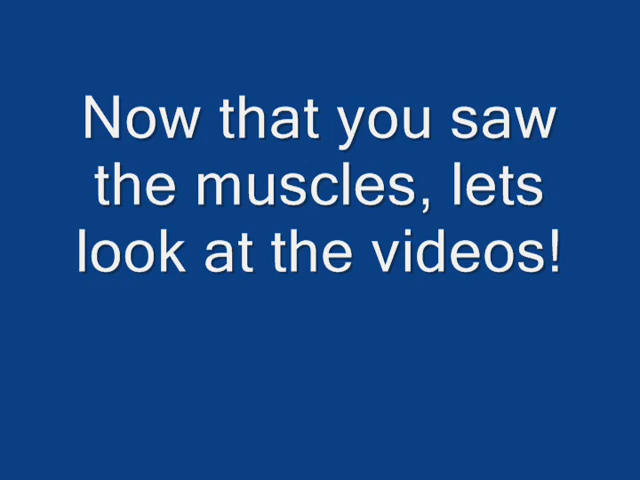 Now that you saw
the muscles, lets
look at the videos!